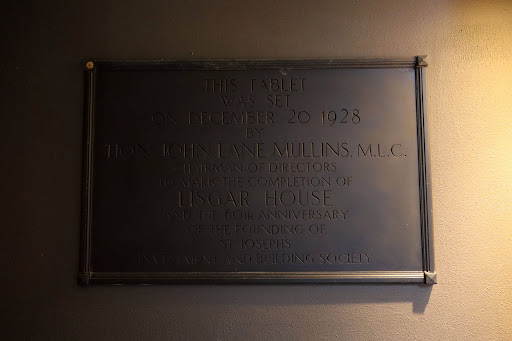 THIS TABLET
WAS SET
ON DECEMBER 20 1928
BY
HON. JOHN LANE MULLINS, M.L.C.
CHAIRMAN OF DIRECTORS
TO MARK THE COMPLETION OF
LISGAR HOUSE
AND THE 60TH ANNIVERSARY
OF THE FOUNDING OF
ST JOSEPHS
INVESTMENT AND BUILDING SOCIETY